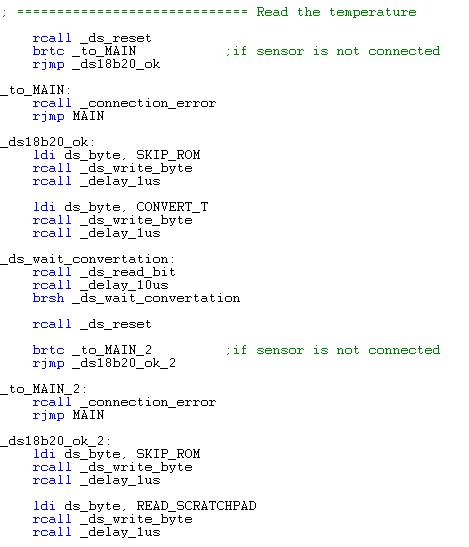 ; ============================ Read the temperature
rcall _ds_reset
brtc _to_MAIN ;if sensor is not connected
rjmp _ds18b20_ok
_to_MAIN:
rcall _connection_error
rjmp MAIN
_ds18b20_ok:
ldi ds_byte, SKIP_ROM
rcall _ds_write_byte
rcall _delay_1us
ldi ds_byte, CONVERT_T
rcall _ds_write_byte
rcall _delay_1us
_ds_wait_convertation:
rcall _ds_read_bit
rcall _delay_10us
brsh _ds_wait_convertation
rcall _ds_reset
brtc _to_MAIN_2 ;if sensor is not connected
rjmp _ds18b20_ok_2
_to_MAIN_2:
rcall _connection_error
rjmp MAIN
_ds18b20_ok_2:
ldi ds_byte, SKIP_ROM
rcall _ds_write_byte
rcall _delay_1us
ldi ds_byte, READ_SCRATCHPAD
rcall _ds_write_byte
rcall _delay_1us